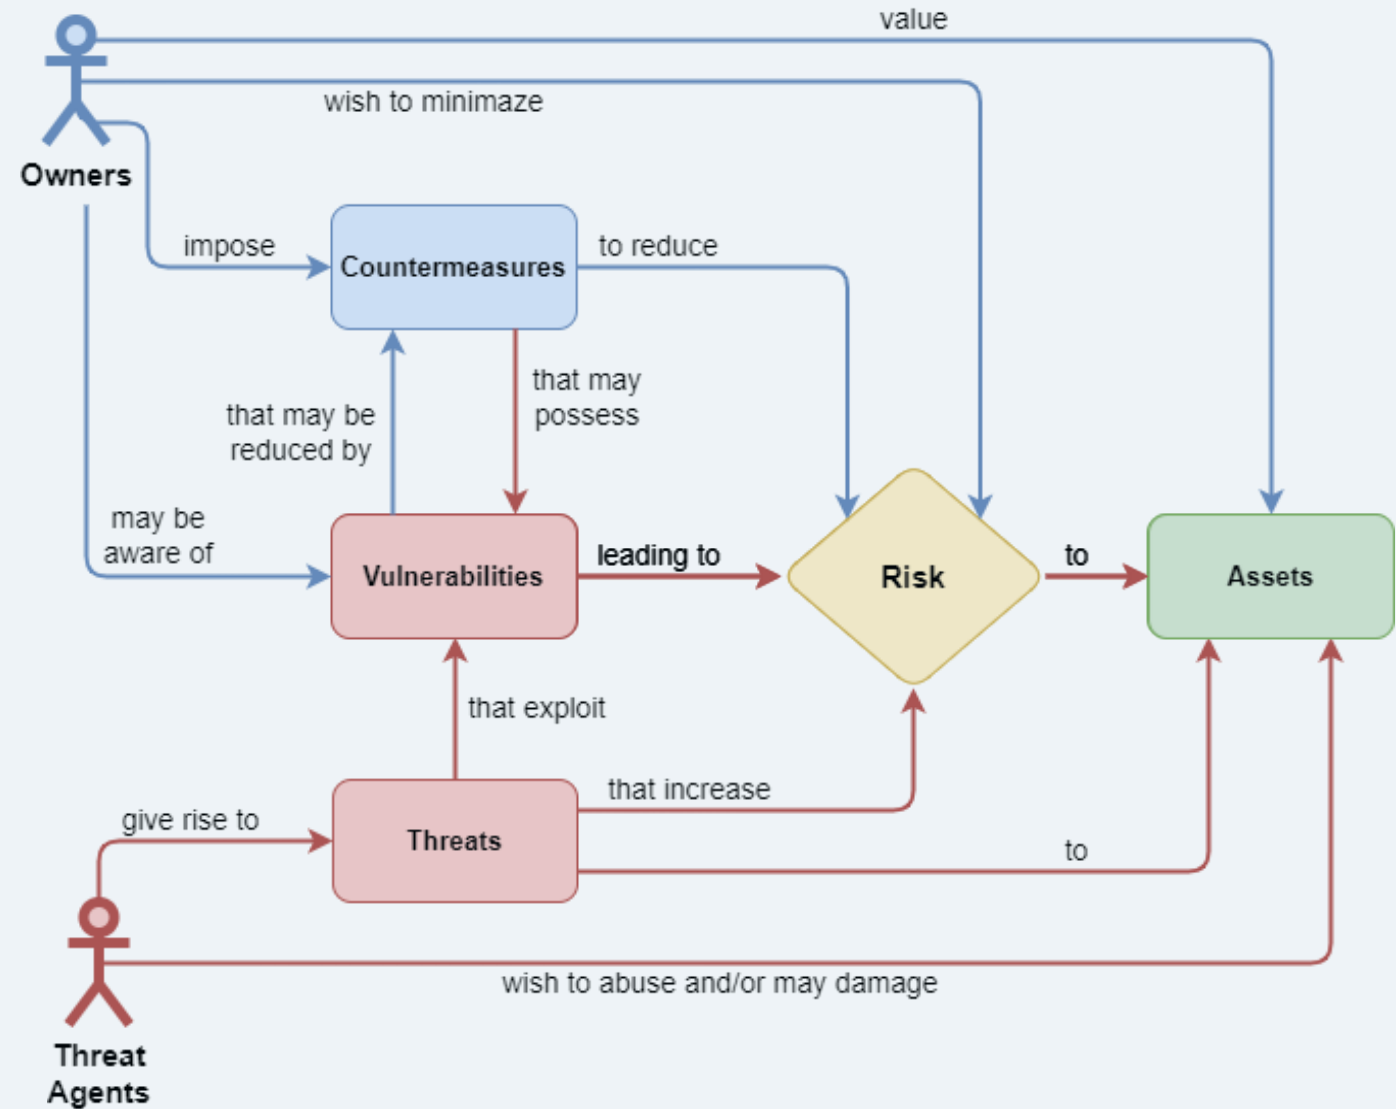 value
wish to minimaze
Owners
impose
Countermeasures
to reduce
that may
possess
that may be
reduced by
may be
aware of
Vulnerabilities
leading to
Risk
to
Assets
that exploit
that increase
give rise to
Threats
to
wish to abuse and/or may damage
Threat
Agents